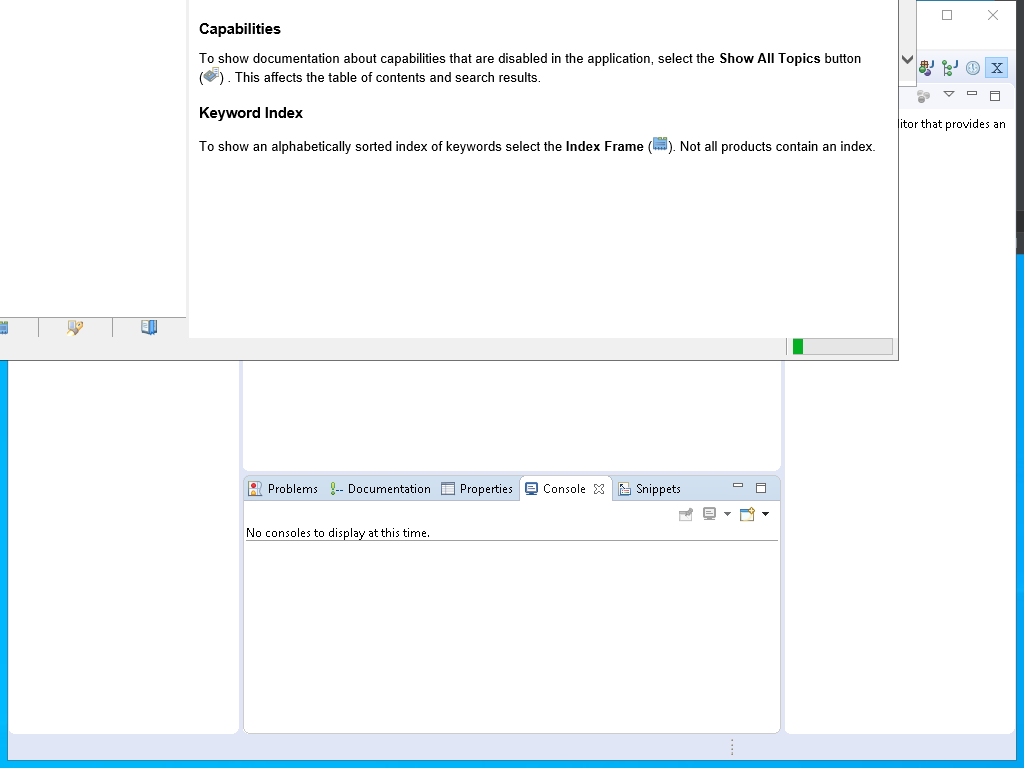 Capabilities
To show documentation about capabilities that are disabled in the application, select the Show All Topics button
() . This affects the table of contents and search results.
Keyword Index
To show an alphabetically sorted index of keywords select the Index Frame (). Not all products contain an index.
X
itor that provides an
Problems Documentation Properties Console Snippets
No consoles to display at this time.